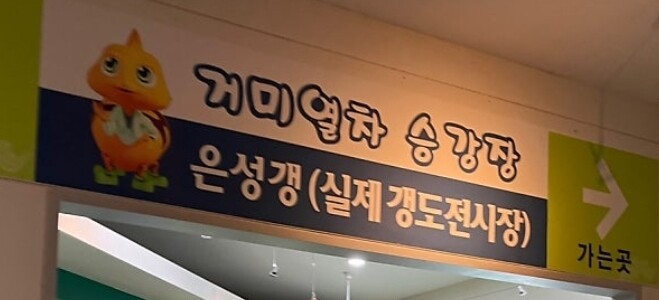 거미열차 승강장
은성갱(실제 갱도전시장)
가는곳